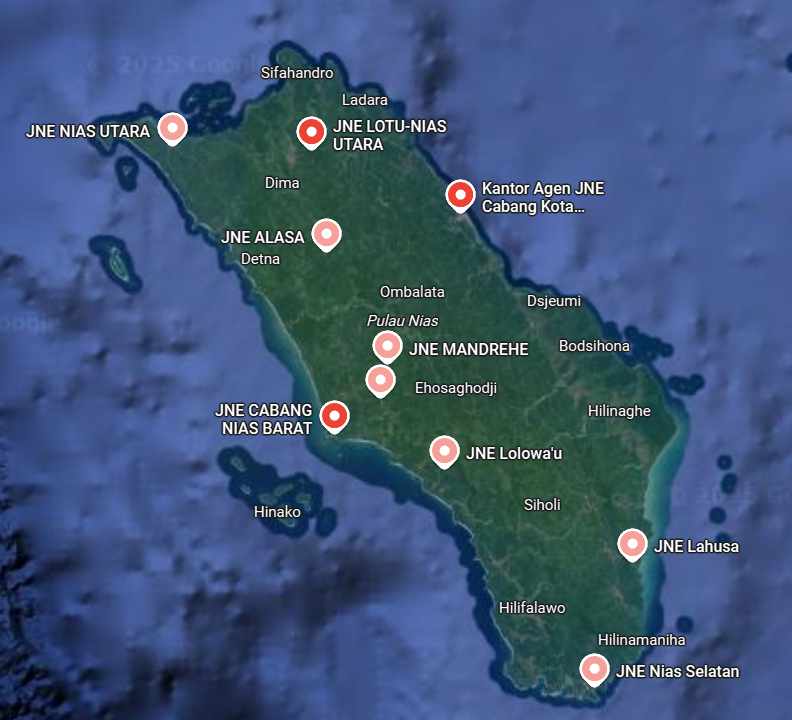 © 2025 Google
Sifahandro
Ladara
JNE NIAS UTARA
JNE LOTU-NIAS
UTARA
Dima
Kantor Agen JNE
Cabang Kota...
JNE ALASA
Detna
Ombalata
Dsjeumi
Pulau Nias
Bodsihona
JNE MANDREHE
Ehosaghodji
JNE CABANG
NIAS BARAT
Hilinaghe
JNE Lolowa'u
Siholi
Hinako
JNE Lahusa
Hilifalawo
Hilinamaniha
JNE Nias Selatan